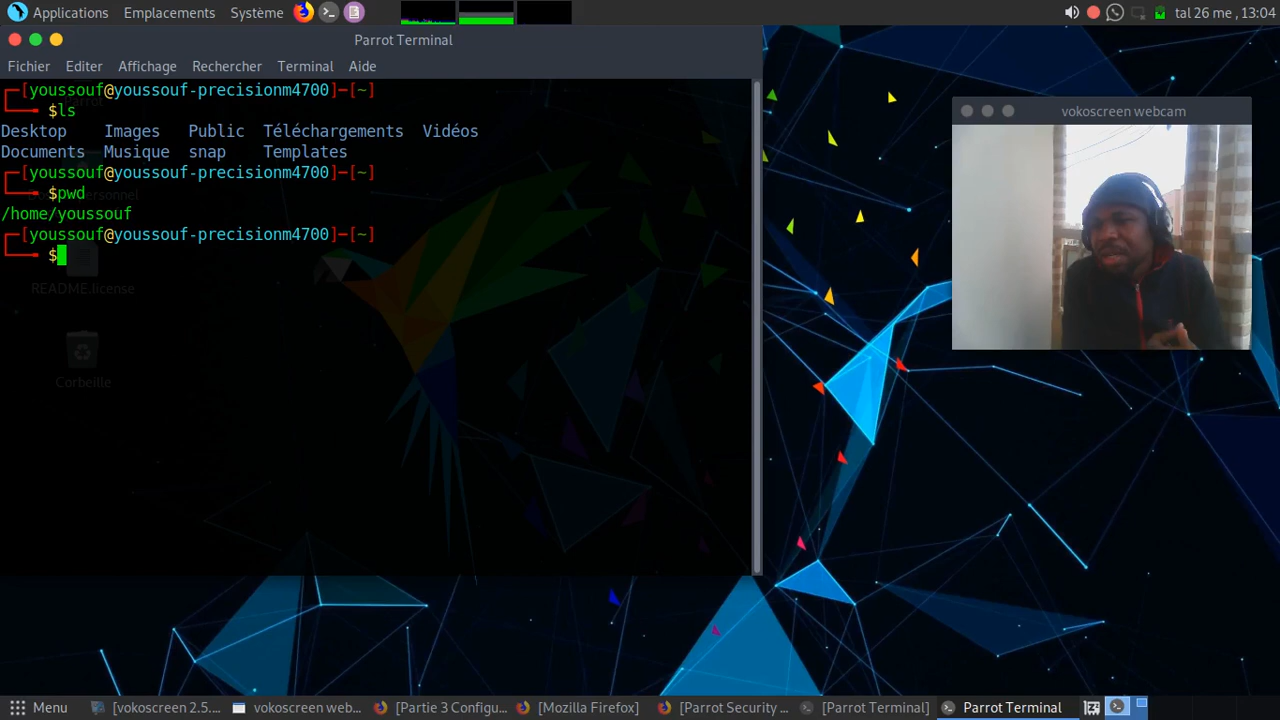 Applications Emplacements Système
tal 26 me , 13:04
Parrot Terminal
Fichier Editer Affichage Rechercher Terminal Aide
┌─[youssouf@youssouf-precisionm4700]─[~]
└──╼ $ls
Desktop Images Public Téléchargements Vidéos
Documents Musique snap Templates
┌─[youssouf@youssouf-precisionm4700]─[~]
└──╼ $pwd
/home/youssouf
┌─[youssouf@youssouf-precisionm4700]─[~]
└──╼ $
README.license
Corbeille
vokoscreen webcam
Menu [vokoscreen 2.5.... vokoscreen web... [Partie 3 Configu... [Mozilla Firefox] [Parrot Security ... [Parrot Terminal] Parrot Terminal